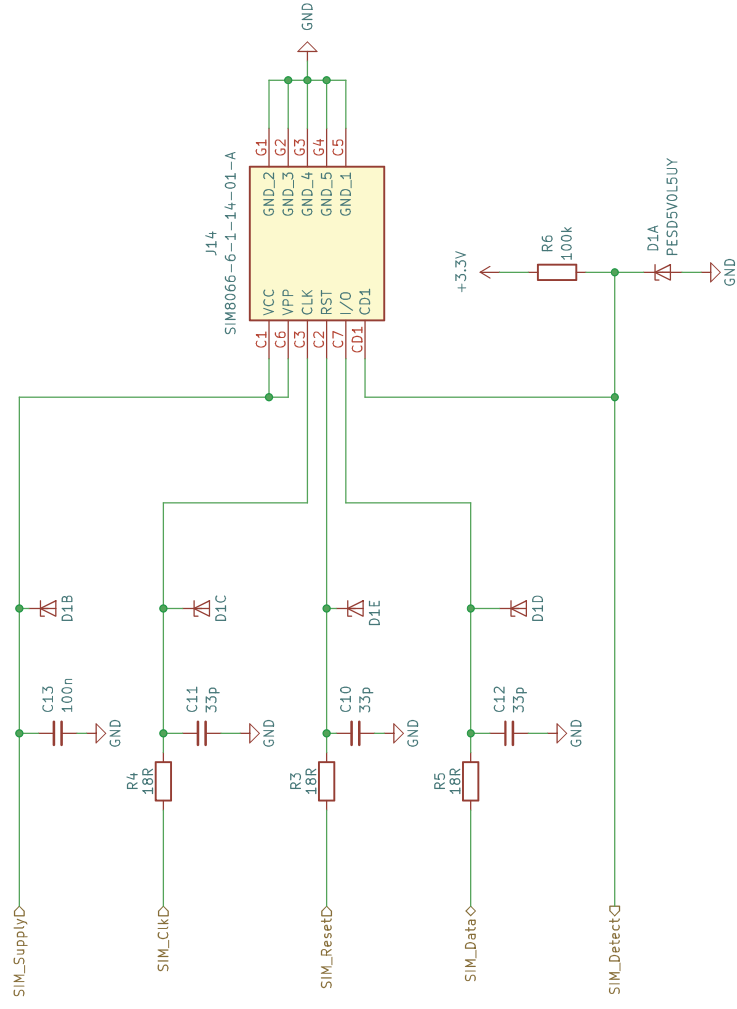 GND
G1
G2
G3
G4
C5
J14
SIM8066-6-1-14-01-A
GND_2
GND_3
GND_4
GND_5
GND_1
VCC
VPP
CLK
RST
I/O
CD1
C1
C6
C3
C2
C7
CD1
+3.3V
R6
100k
D1A
PESD5V0L5UY
GND
D1B
D1C
D1E
D1D
C13
100n
GND
C11
33p
GND
C10
33p
GND
C12
33p
GND
R4
18R
R3
18R
R5
18R
SIM_Supply
SIM_Clk
SIM_Reset
SIM_Data
SIM_Detect